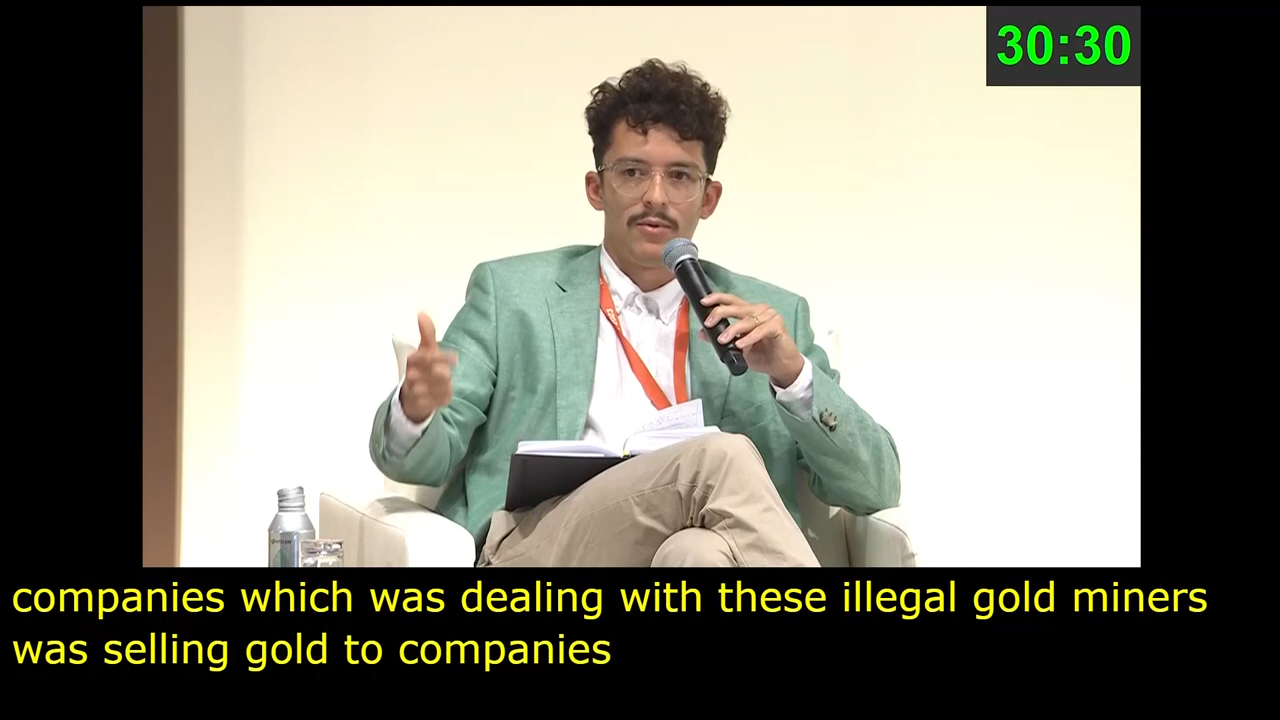 30:30
companies which was dealing with these illegal gold miners
was selling gold to companies